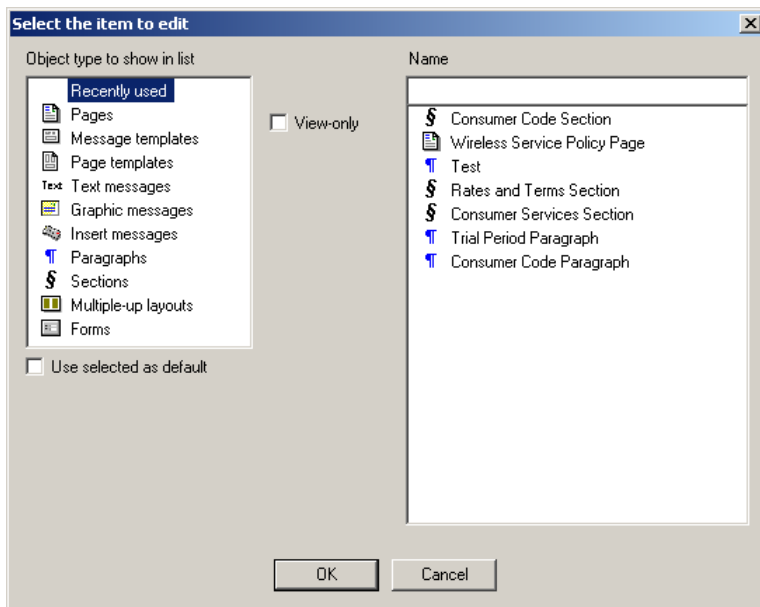 Select the item to edit
Object type to show in list
Recently used
Pages
Message templates
Page templates
Text Text messages
Graphic messages
Insert messages
¶ Paragraphs
§ Sections
Multiple-up layouts
Forms
Use selected as default
View-only
Name
§ Consumer Code Section
Wireless Service Policy Page
¶ Test
§ Rates and Terms Section
§ Consumer Services Section
¶ Trial Period Paragraph
¶ Consumer Code Paragraph
OK
Cancel